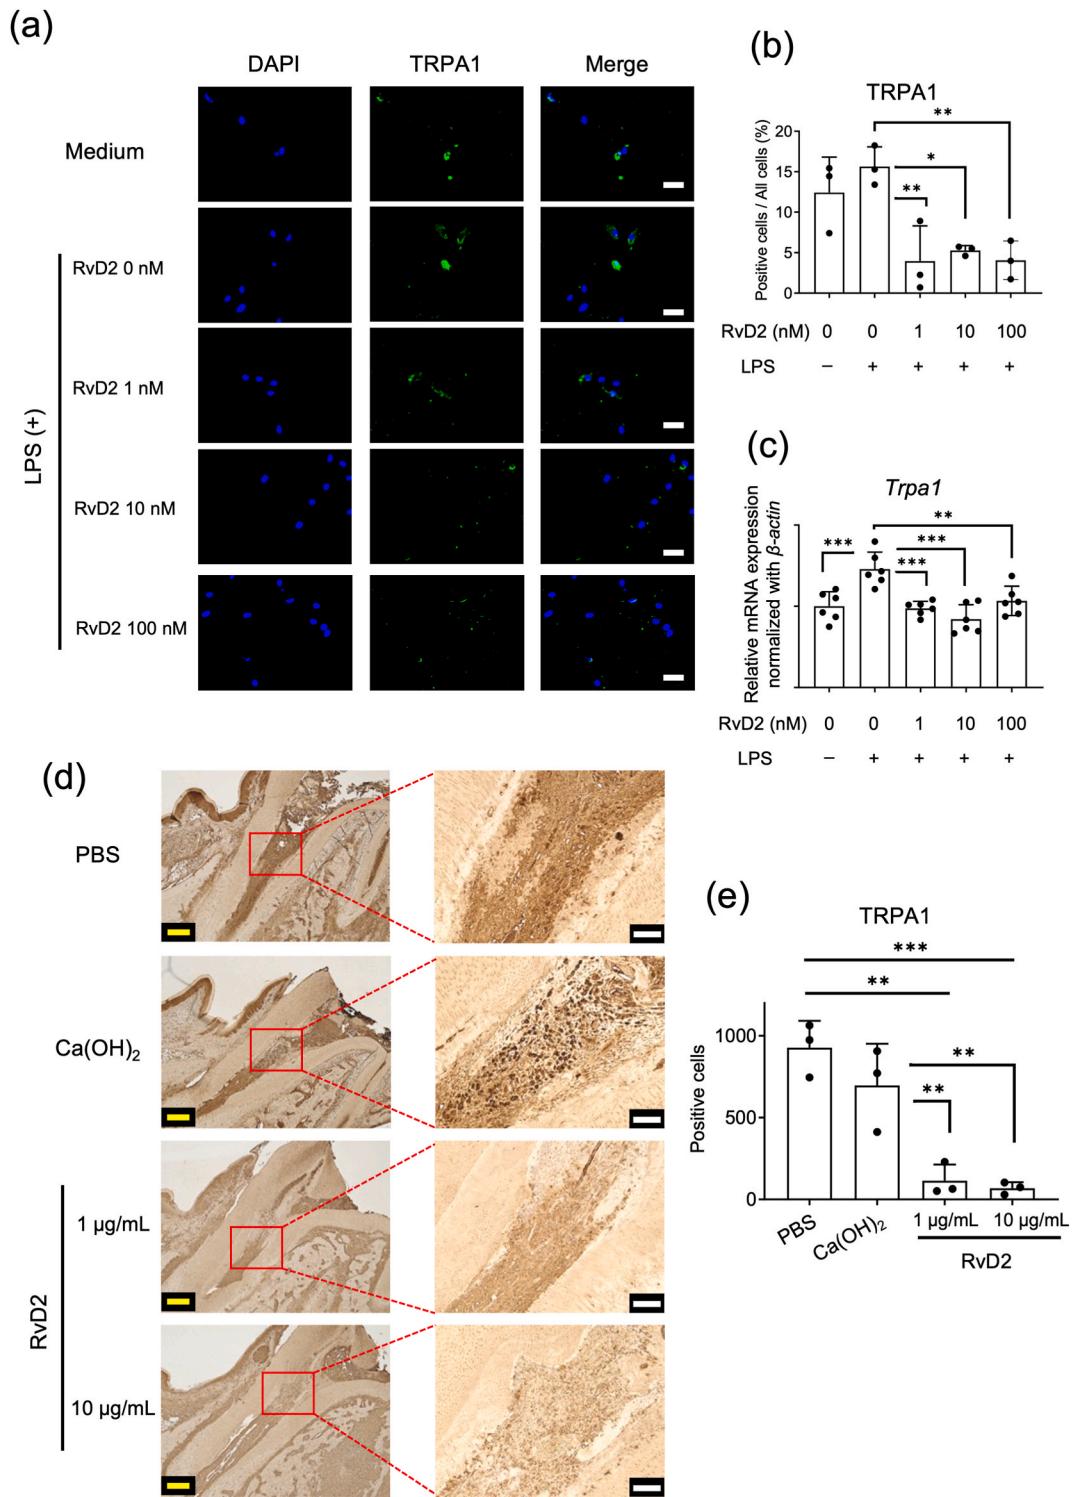 (a)
DAPI TRPA1 Merge
Medium
LPS (+)
RvD2 0 nM
RvD2 1 nM
RvD2 10 nM
RvD2 100 nM
(b)
TRPA1
Positive cells / All cells (%)
20
15
10
5
0
**
*
**
RvD2 (nM) 0 0 1 10 100
LPS − + + + +
(c)
Trpa1
Relative mRNA expression
normalized with β-actin
**
*** ***
***
RvD2 (nM) 0 0 1 10 100
LPS − + + + +
(d)
PBS
Ca(OH)₂
RvD2
1 μg/mL
10 μg/mL
(e)
TRPA1
Positive cells
1000
500
0
***
**
**
**
PBS
Ca(OH)₂
1 μg/mL 10 μg/mL
RvD2